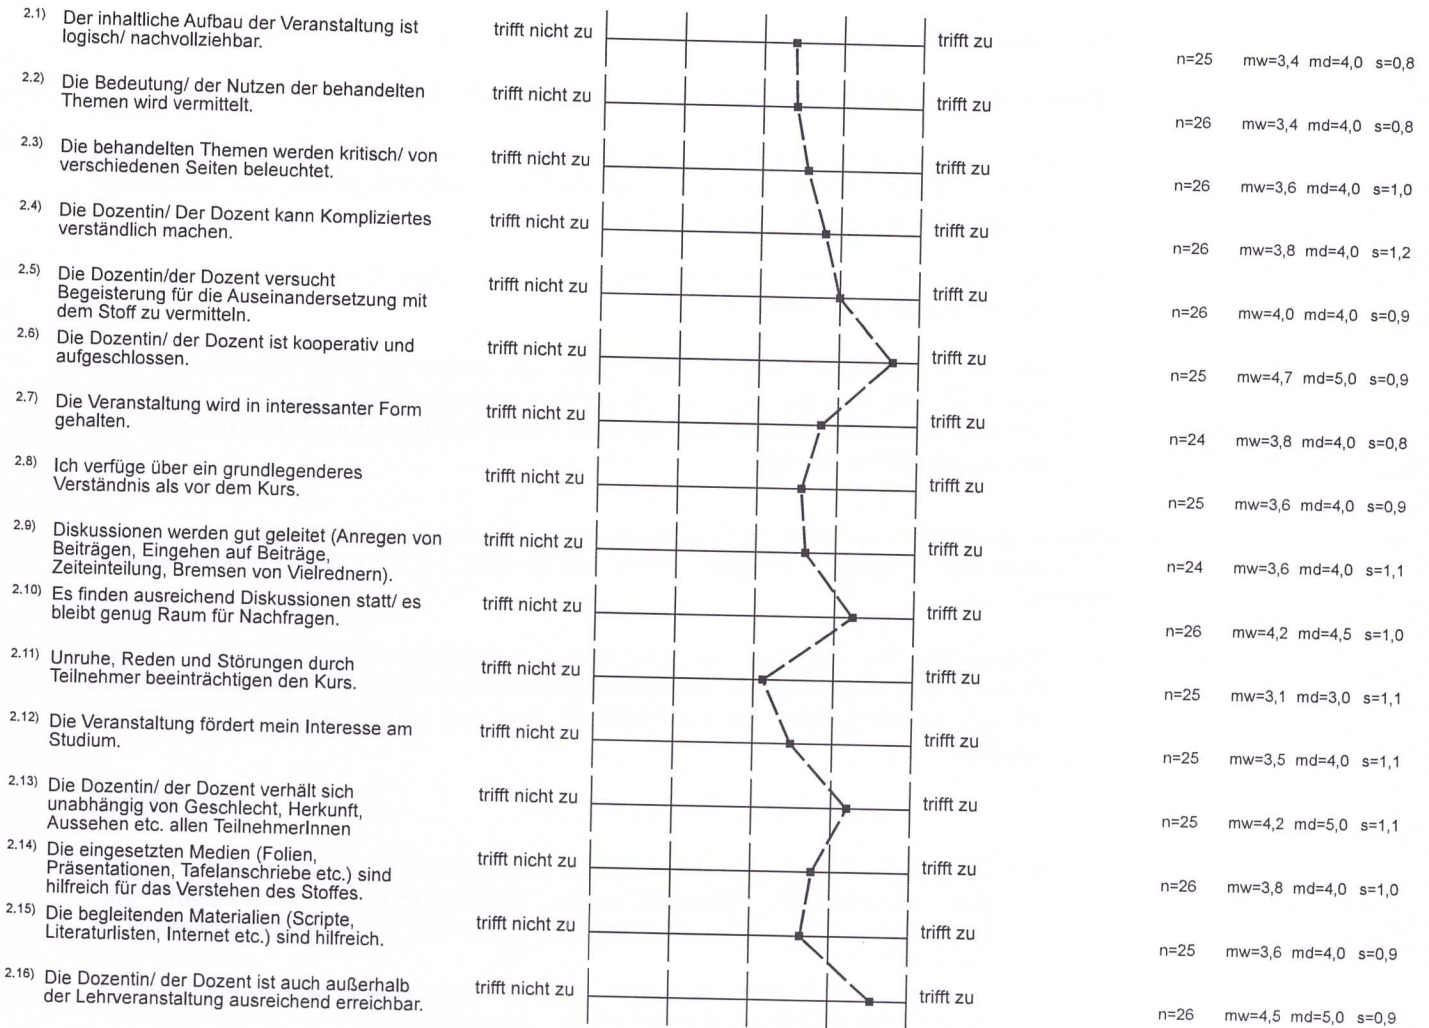 2.1) Der inhaltliche Aufbau der Veranstaltung ist
logisch/ nachvollziehbar.
trifft nicht zu
trifft zu
n=25 mw=3,4 md=4,0 s=0,8
2.2) Die Bedeutung/ der Nutzen der behandelten
Themen wird vermittelt.
trifft nicht zu
trifft zu
n=26 mw=3,4 md=4,0 s=0,8
2.3) Die behandelten Themen werden kritisch/ von
verschiedenen Seiten beleuchtet.
trifft nicht zu
trifft zu
n=26 mw=3,6 md=4,0 s=1,0
2.4) Die Dozentin/ Der Dozent kann Kompliziertes
verständlich machen.
trifft nicht zu
trifft zu
n=26 mw=3,8 md=4,0 s=1,2
2.5) Die Dozentin/der Dozent versucht
Begeisterung für die Auseinandersetzung mit
dem Stoff zu vermitteln.
trifft nicht zu
trifft zu
n=26 mw=4,0 md=4,0 s=0,9
2.6) Die Dozentin/ der Dozent ist kooperativ und
aufgeschlossen.
trifft nicht zu
trifft zu
n=25 mw=4,7 md=5,0 s=0,9
2.7) Die Veranstaltung wird in interessanter Form
gehalten.
trifft nicht zu
trifft zu
n=24 mw=3,8 md=4,0 s=0,8
2.8) Ich verfüge über ein grundlegenderes
Verständnis als vor dem Kurs.
trifft nicht zu
trifft zu
n=25 mw=3,6 md=4,0 s=0,9
2.9) Diskussionen werden gut geleitet (Anregen von
Beiträgen, Eingehen auf Beiträge,
Zeiteinteilung, Bremsen von Vielrednern).
trifft nicht zu
trifft zu
n=24 mw=3,6 md=4,0 s=1,1
2.10) Es finden ausreichend Diskussionen statt/ es
bleibt genug Raum für Nachfragen.
trifft nicht zu
trifft zu
n=26 mw=4,2 md=4,5 s=1,0
2.11) Unruhe, Reden und Störungen durch
Teilnehmer beeinträchtigen den Kurs.
trifft nicht zu
trifft zu
n=25 mw=3,1 md=3,0 s=1,1
2.12) Die Veranstaltung fördert mein Interesse am
Studium.
trifft nicht zu
trifft zu
n=25 mw=3,5 md=4,0 s=1,1
2.13) Die Dozentin/ der Dozent verhält sich
unabhängig von Geschlecht, Herkunft,
Aussehen etc. allen TeilnehmerInnen
trifft nicht zu
trifft zu
n=25 mw=4,2 md=5,0 s=1,1
2.14) Die eingesetzten Medien (Folien,
Präsentationen, Tafelanschriebe etc.) sind
hilfreich für das Verstehen des Stoffes.
trifft nicht zu
trifft zu
n=26 mw=3,8 md=4,0 s=1,0
2.15) Die begleitenden Materialien (Scripte,
Literaturlisten, Internet etc.) sind hilfreich.
trifft nicht zu
trifft zu
n=25 mw=3,6 md=4,0 s=0,9
2.16) Die Dozentin/ der Dozent ist auch außerhalb
der Lehrveranstaltung ausreichend erreichbar.
trifft nicht zu
trifft zu
n=26 mw=4,5 md=5,0 s=0,9